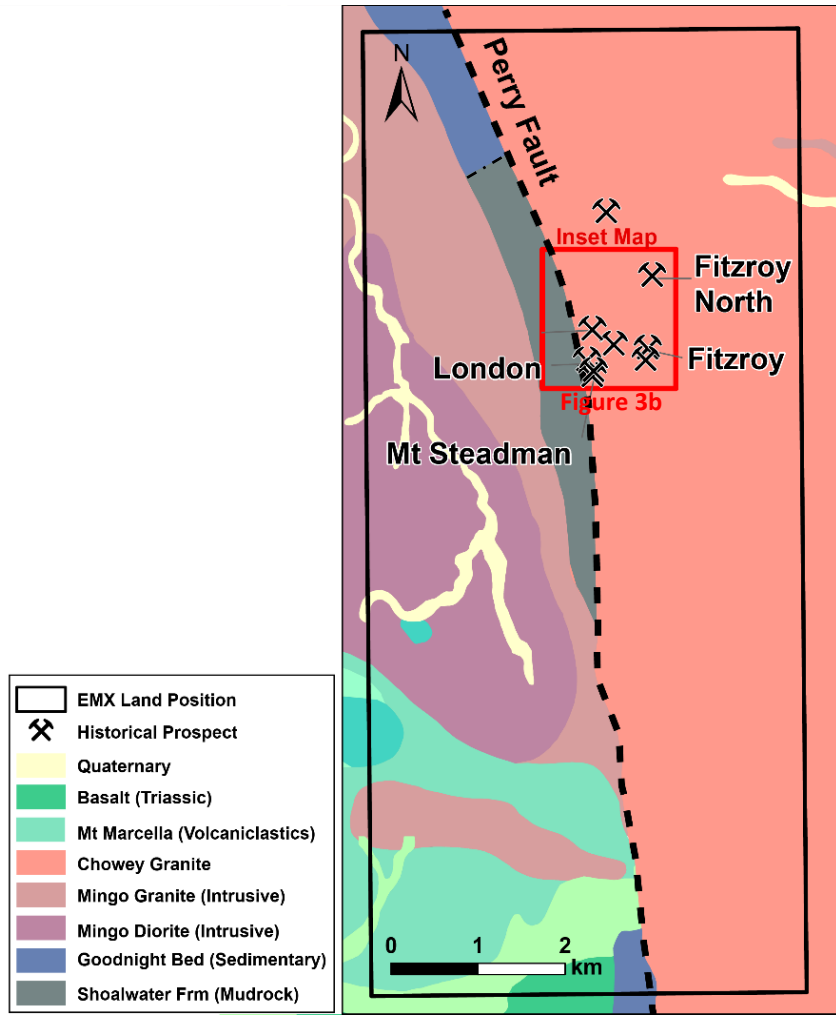 N
Perry Fault
Inset Map
Fitzroy
North
London
Fitzroy
Figure 3b
Mt Steadman
EMX Land Position
Historical Prospect
Quaternary
Basalt (Triassic)
Mt Marcella (Volcaniclastics)
Chowey Granite
Mingo Granite (Intrusive)
Mingo Diorite (Intrusive)
Goodnight Bed (Sedimentary)
Shoalwater Frm (Mudrock)
0 1 2
km